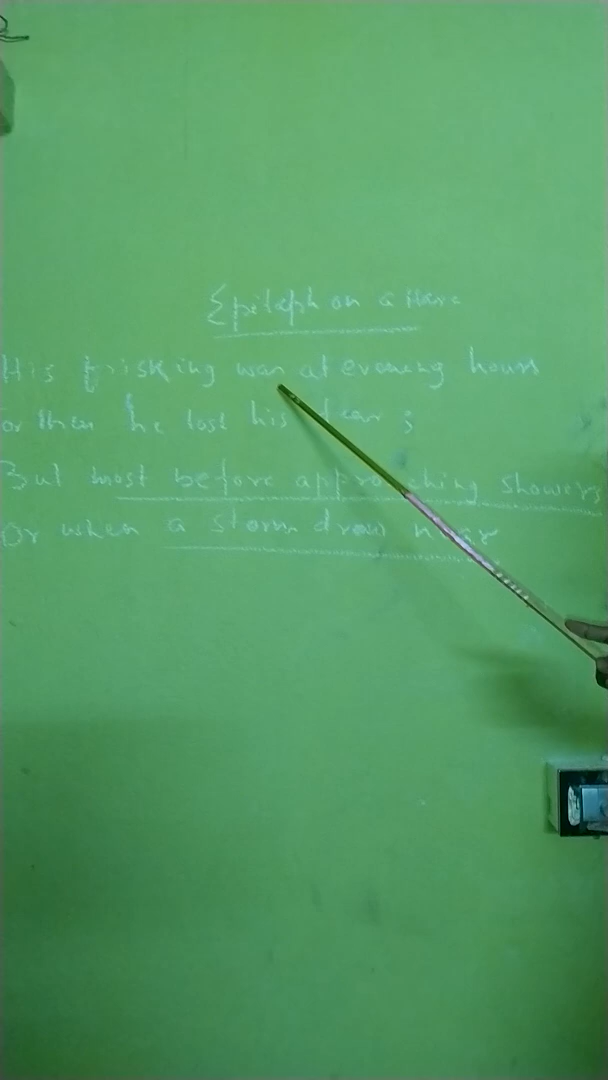 Epitaph on a Hare
His frisking was at evening hours
or then he lost his fear ;
But most before approaching showers
Or when a storm drew near